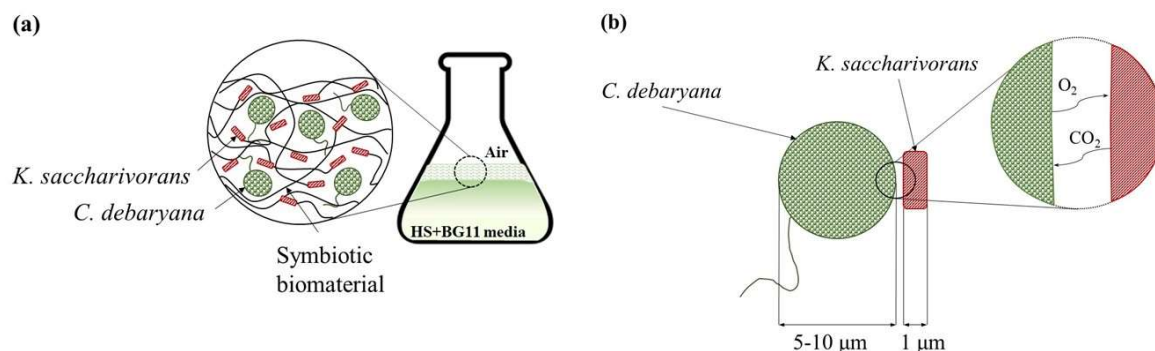 (a)
Air
K. saccharivorans
C. debaryana
HS+BG11 media
Symbiotic
biomaterial
(b)
K. saccharivorans
C. debaryana
O₂
CO₂
5-10 μm
1 μm